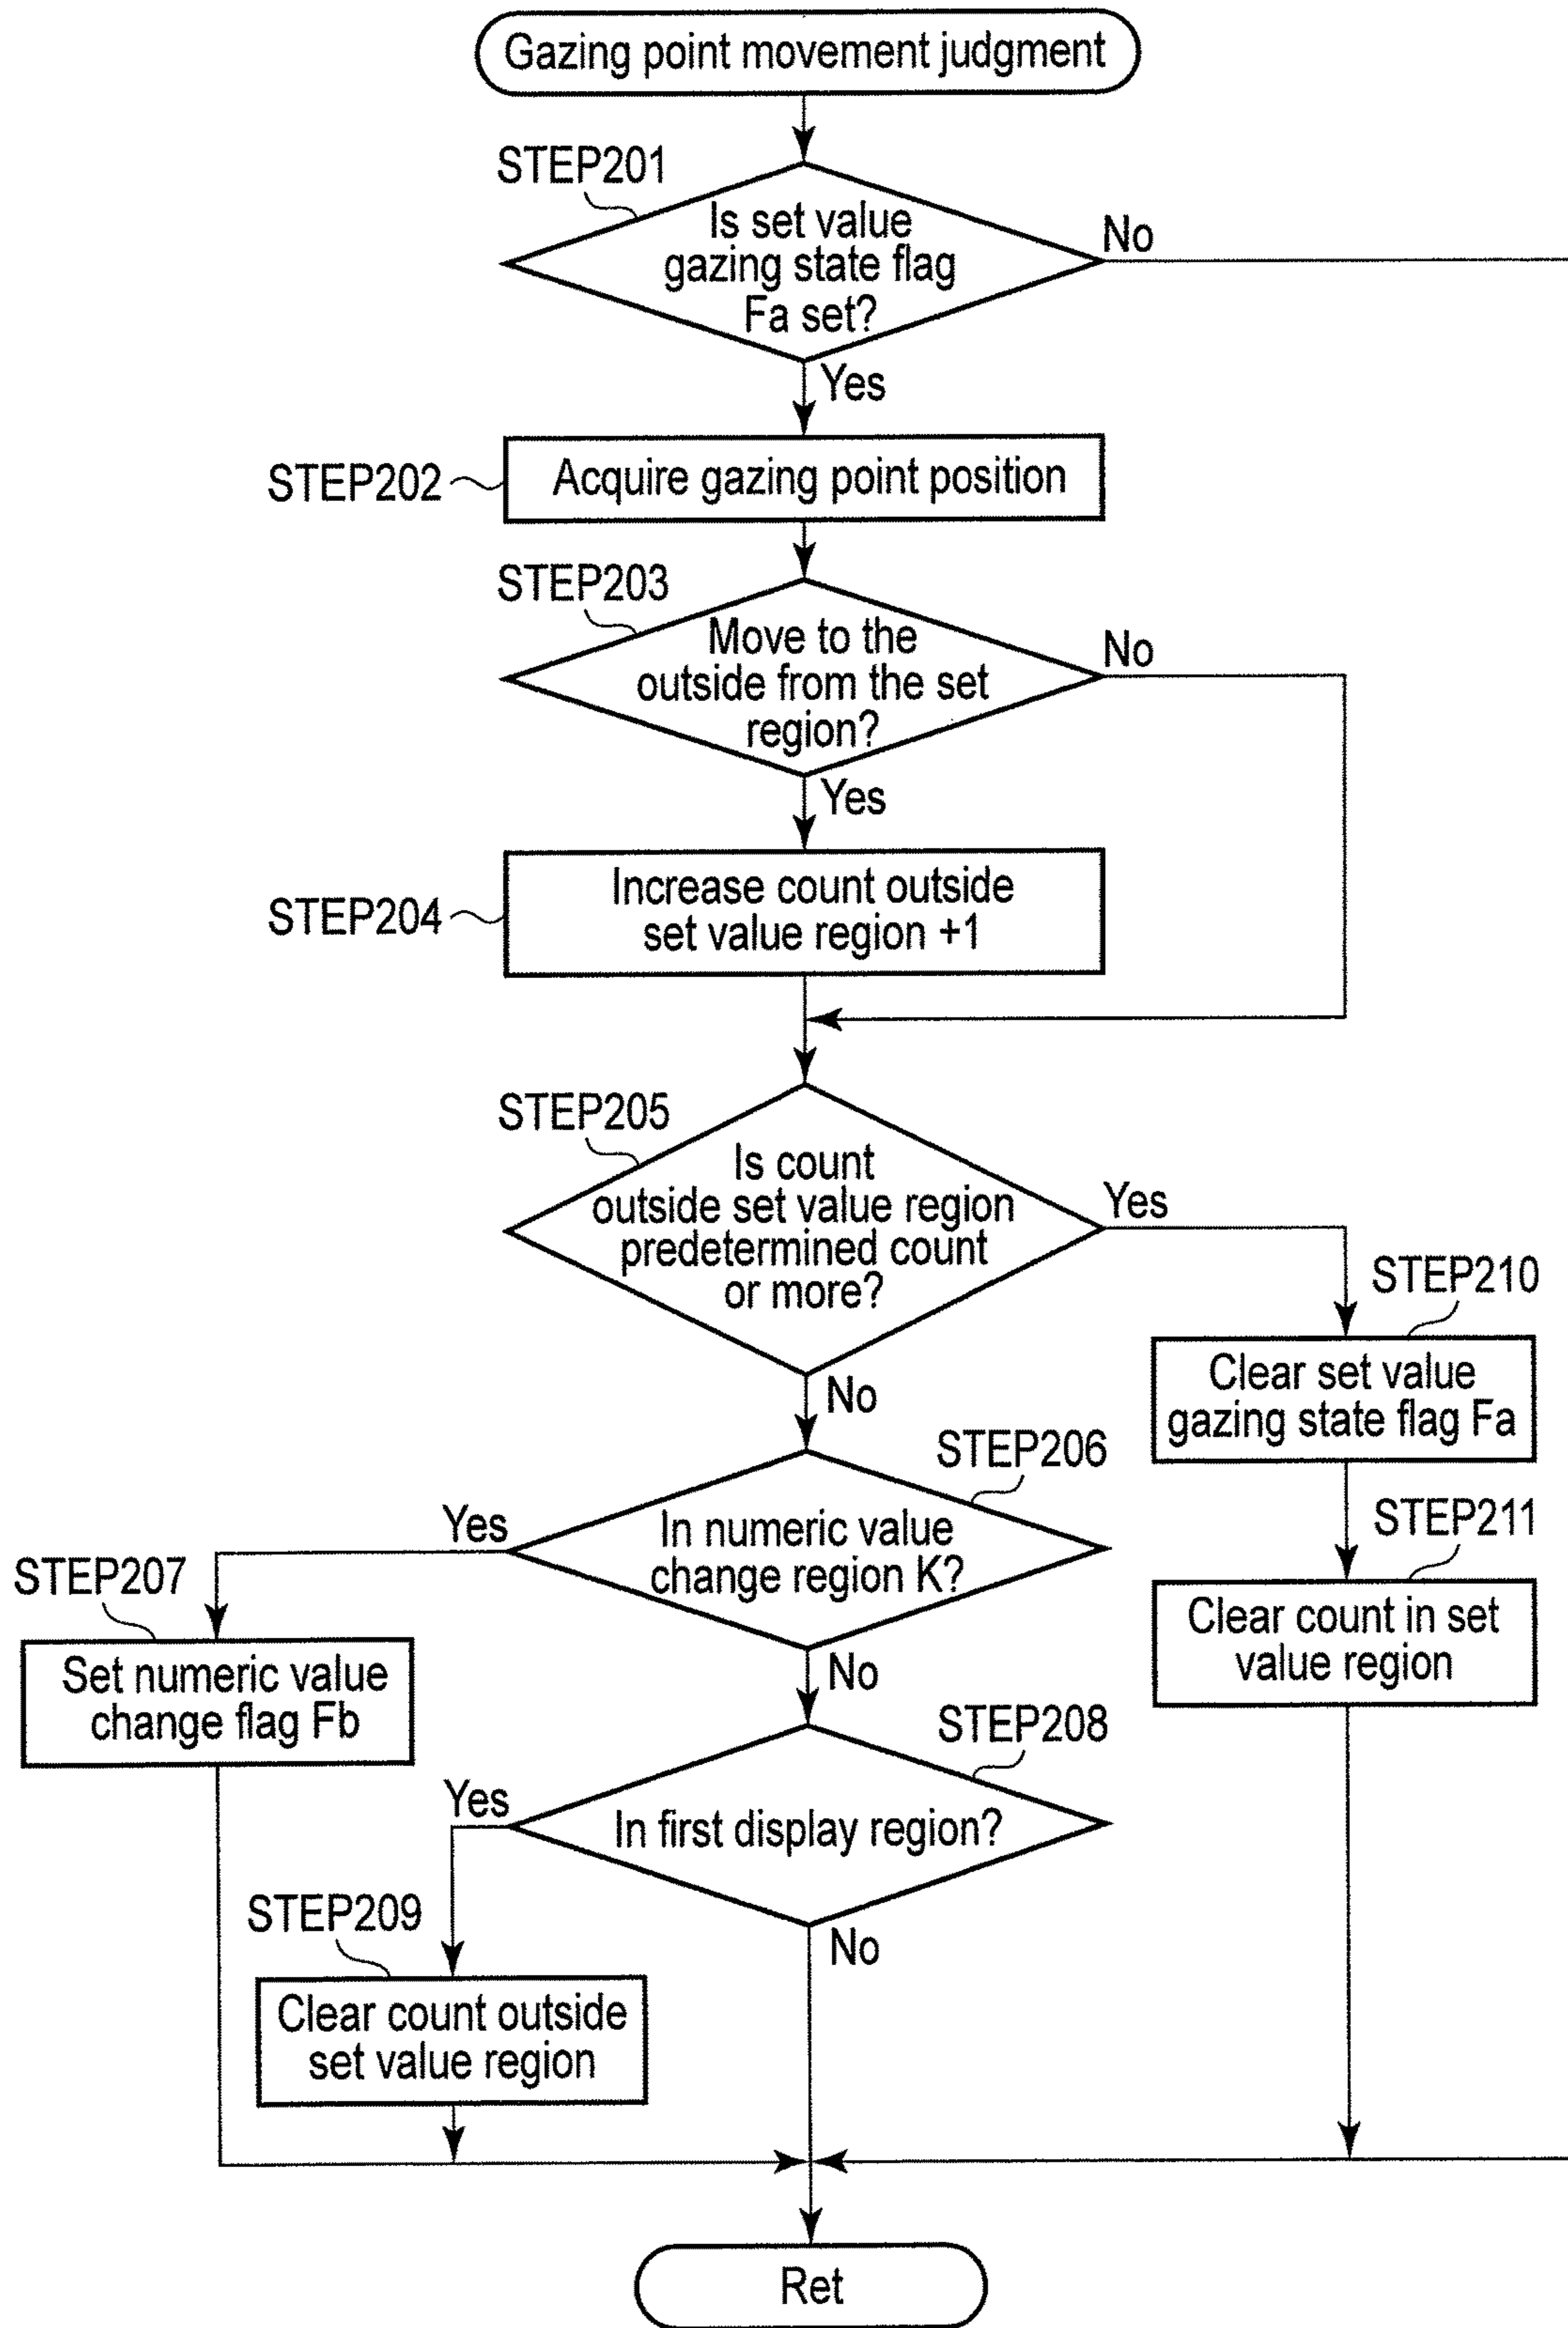 Gazing point movement judgment
STEP201
Is set value
gazing state flag
Fa set?
No
Yes
STEP202
Acquire gazing point position
STEP203
Move to the
outside from the set
region?
No
Yes
STEP204
Increase count outside
set value region +1
STEP205
Is count
outside set value region
predetermined count
or more?
Yes
No
STEP210
Clear set value
gazing state flag Fa
STEP206
In numeric value
change region K?
Yes
No
STEP211
Clear count in set
value region
STEP207
Set numeric value
change flag Fb
STEP208
In first display region?
Yes
No
STEP209
Clear count outside
set value region
Ret